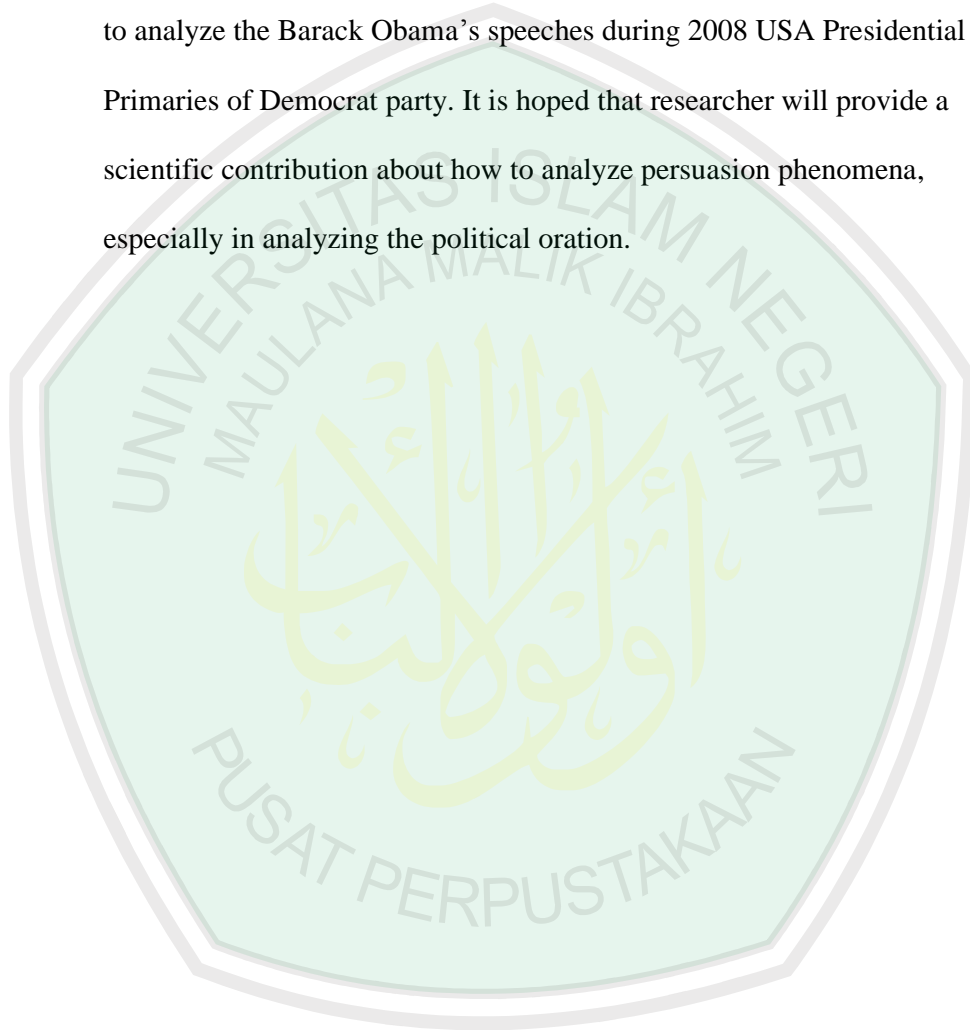 to analyze the Barack Obama’s speeches during 2008 USA Presidential
Primaries of Democrat party. It is hoped that researcher will provide a
scientific contribution about how to analyze persuasion phenomena,
especially in analyzing the political oration.
UNIVERSITAS ISLAM NEGERI
MAULANA MALIK IBRAHIM
أولوا الألباب
PUSAT PERPUSTAKAAN